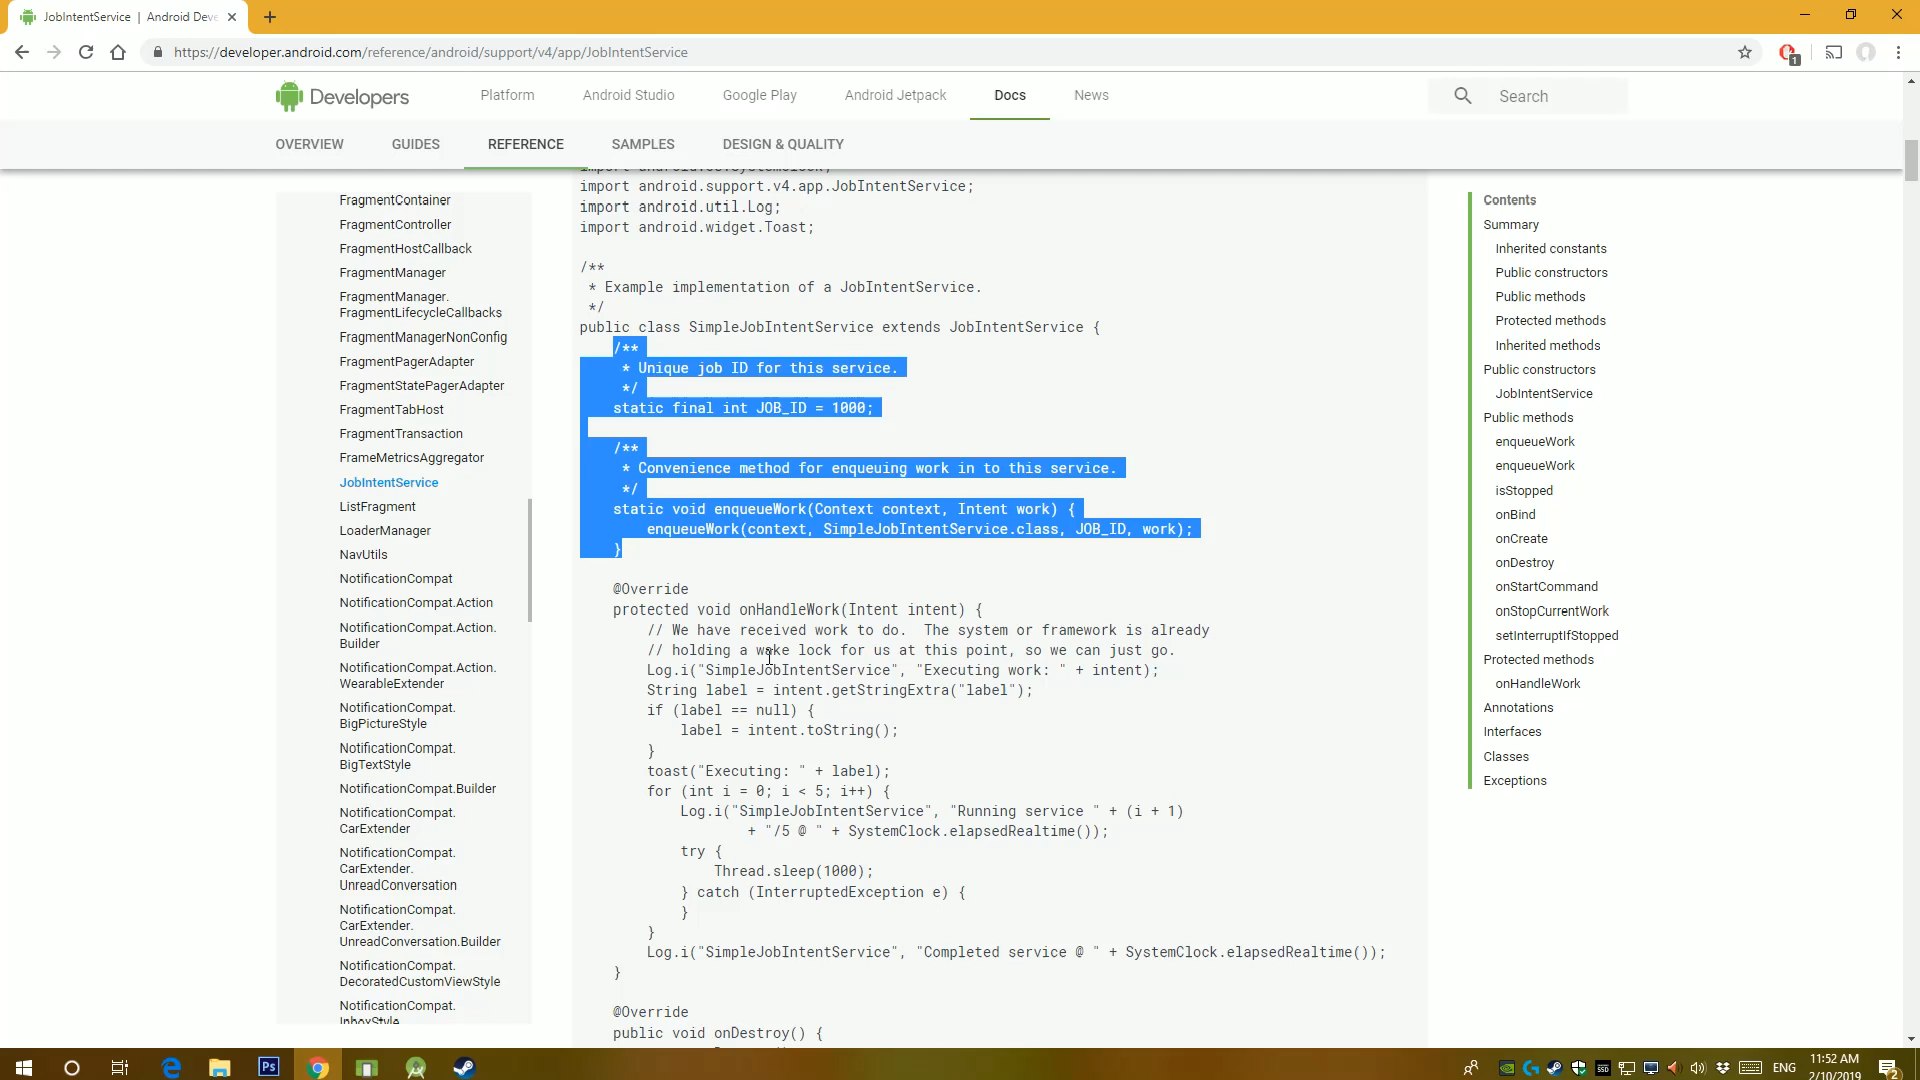 JobIntentService | Android Deve
https://developer.android.com/reference/android/support/v4/app/JobIntentService
1
Developers
Platform
Android Studio
Google Play
Android Jetpack
Docs
News
Search
OVERVIEW
GUIDES
REFERENCE
SAMPLES
DESIGN & QUALITY
FragmentContainer
FragmentController
FragmentHostCallback
FragmentManager
FragmentManager.
FragmentLifecycleCallbacks
FragmentManagerNonConfig
FragmentPagerAdapter
FragmentStatePagerAdapter
FragmentTabHost
FragmentTransaction
FrameMetricsAggregator
JobIntentService
ListFragment
LoaderManager
NavUtils
NotificationCompat
NotificationCompat.Action
NotificationCompat.Action.
Builder
NotificationCompat.Action.
WearableExtender
NotificationCompat.
BigPictureStyle
NotificationCompat.
BigTextStyle
NotificationCompat.Builder
NotificationCompat.
CarExtender
NotificationCompat.
CarExtender.
UnreadConversation
NotificationCompat.
CarExtender.
UnreadConversation.Builder
NotificationCompat.
DecoratedCustomViewStyle
NotificationCompat.
InboxStyle
import android.os.SystemClock;
import android.support.v4.app.JobIntentService;
import android.util.Log;
import android.widget.Toast;
/**
* Example implementation of a JobIntentService.
*/
public class SimpleJobIntentService extends JobIntentService {
/**
* Unique job ID for this service.
*/
static final int JOB_ID = 1000;
/**
* Convenience method for enqueuing work in to this service.
*/
static void enqueueWork(Context context, Intent work) {
enqueueWork(context, SimpleJobIntentService.class, JOB_ID, work);
}
@Override
protected void onHandleWork(Intent intent) {
// We have received work to do.  The system or framework is already
// holding a wake lock for us at this point, so we can just go.
Log.i("SimpleJobIntentService", "Executing work: " + intent);
String label = intent.getStringExtra("label");
if (label == null) {
label = intent.toString();
}
toast("Executing: " + label);
for (int i = 0; i < 5; i++) {
Log.i("SimpleJobIntentService", "Running service " + (i + 1)
+ "/5 @ " + SystemClock.elapsedRealtime());
try {
Thread.sleep(1000);
} catch (InterruptedException e) {
}
}
Log.i("SimpleJobIntentService", "Completed service @ " + SystemClock.elapsedRealtime());
}
@Override
public void onDestroy() {
Contents
Summary
Inherited constants
Public constructors
Public methods
Protected methods
Inherited methods
Public constructors
JobIntentService
Public methods
enqueueWork
enqueueWork
isStopped
onBind
onCreate
onDestroy
onStartCommand
onStopCurrentWork
setInterruptIfStopped
Protected methods
onHandleWork
Annotations
Interfaces
Classes
Exceptions
Ps
SSD
ENG
11:52 AM
2/10/2019
2